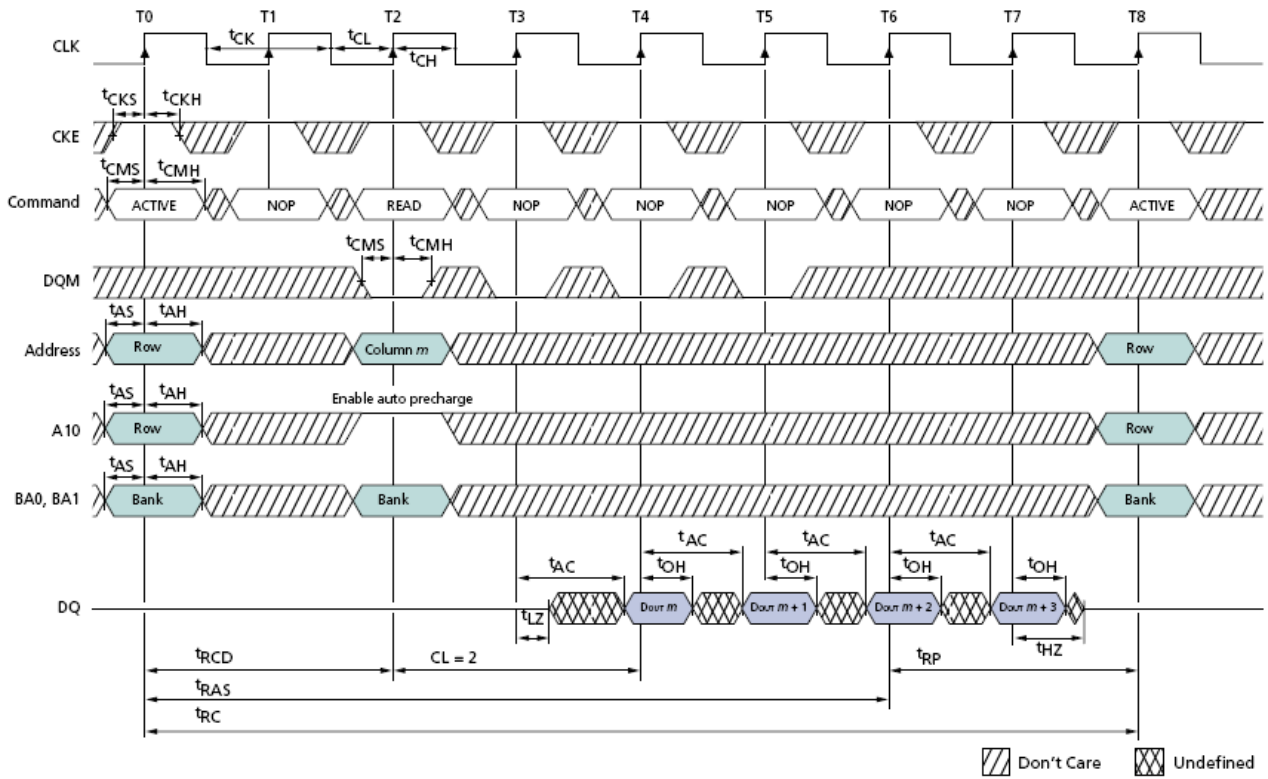 T0 T1 T2 T3 T4 T5 T6 T7 T8
CLK
tCK tCL
tCH
tCKS tCKH
CKE
tCMS tCMH
Command ACTIVE NOP READ NOP NOP NOP NOP NOP ACTIVE
tCMS tCMH
DQM
tAS tAH
Address Row Column m Row
tAS tAH Enable auto precharge
A10 Row Row
tAS tAH
BA0, BA1 Bank Bank Bank
tAC tAC tAC
tAC tOH tOH tOH tOH
DQ DOUT m DOUT m + 1 DOUT m + 2 DOUT m + 3
tLZ tHZ
tRCD CL = 2 tRP
tRAS
tRC
Don't Care Undefined